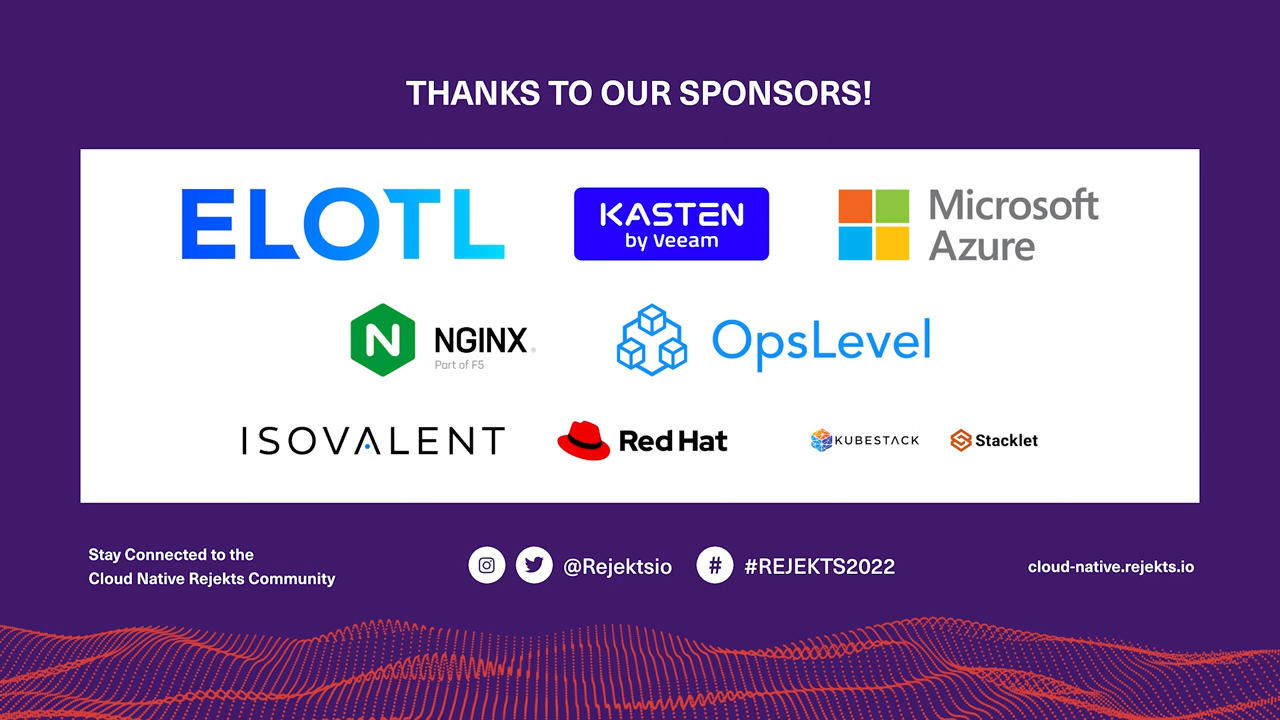 THANKS TO OUR SPONSORS!
ELOTL
KASTEN
by Veeam
Microsoft
Azure
N
NGINX
Part of F5
OpsLevel
ISOVALENT
Red Hat
KUBESTACK
Stacklet
Stay Connected to the
Cloud Native Rejekts Community
@Rejektsio
# #REJEKTS2022
cloud-native.rejekts.io